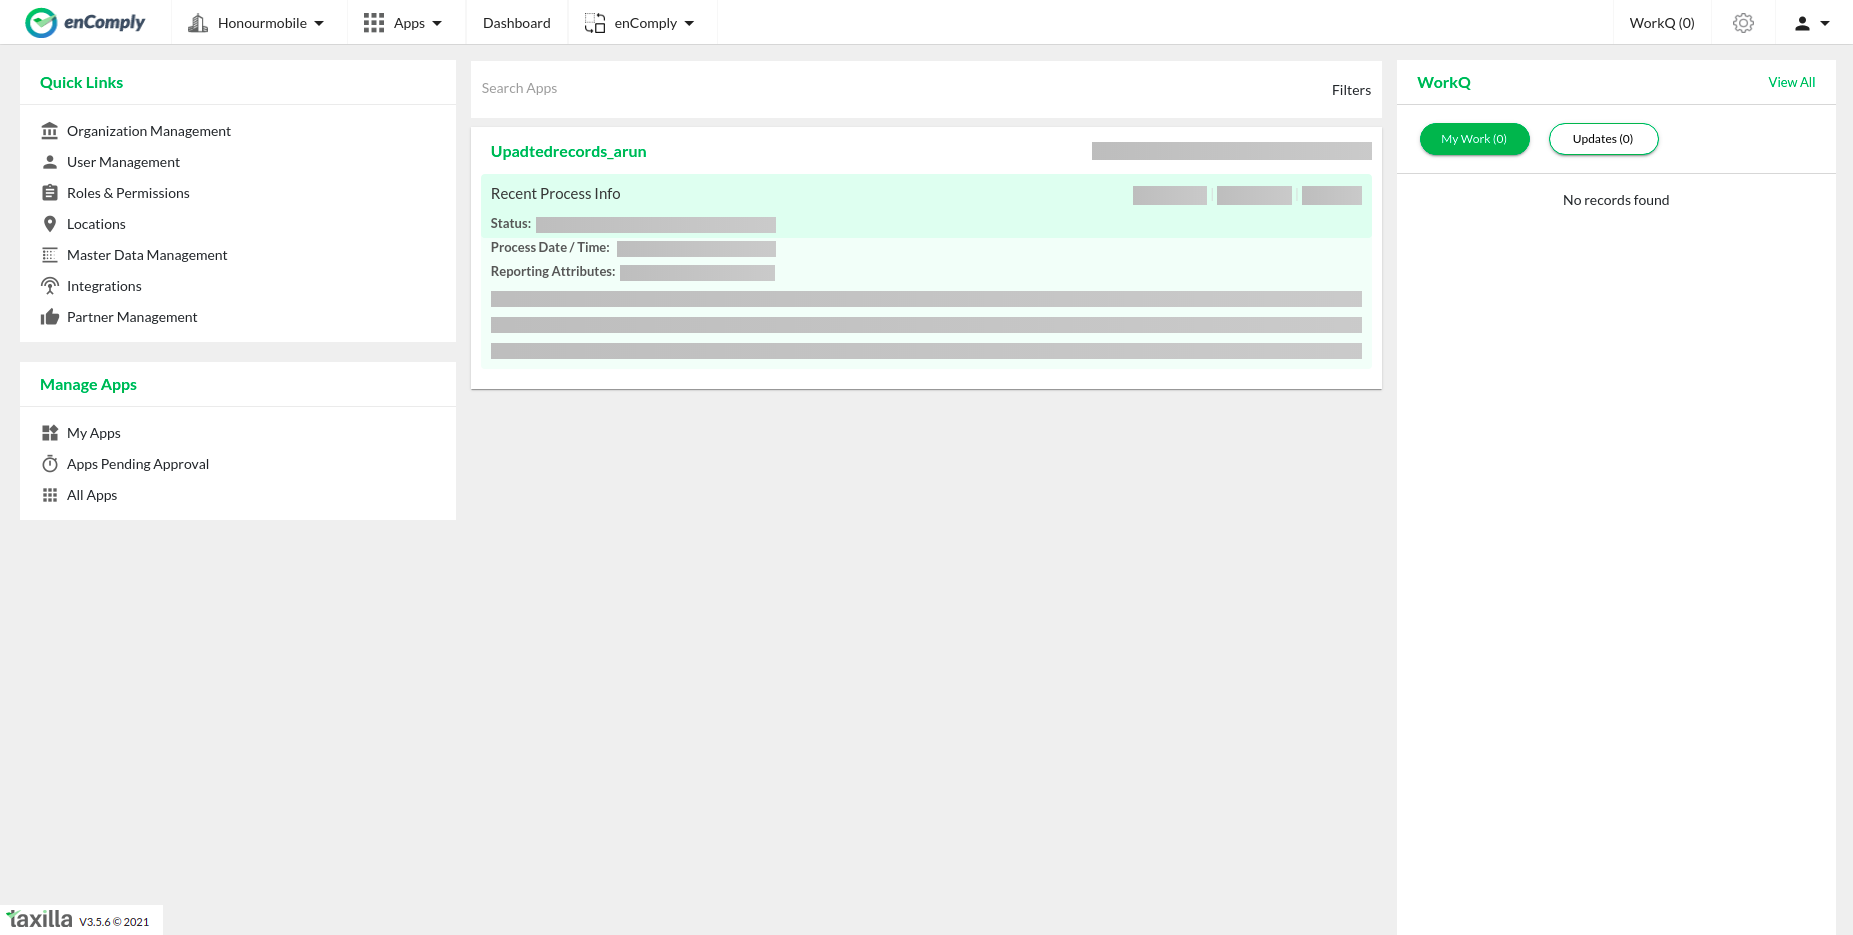 enComply
Honourmobile
Apps
Dashboard
enComply
WorkQ (0)
Quick Links
Organization Management
User Management
Roles & Permissions
Locations
Master Data Management
Integrations
Partner Management
Manage Apps
My Apps
Apps Pending Approval
All Apps
Search Apps
Filters
Upadtedrecords_arun
Recent Process Info
Status:
Process Date / Time:
Reporting Attributes:
WorkQ
View All
My Work (0)
Updates (0)
No records found
taxilla V3.5.6 © 2021